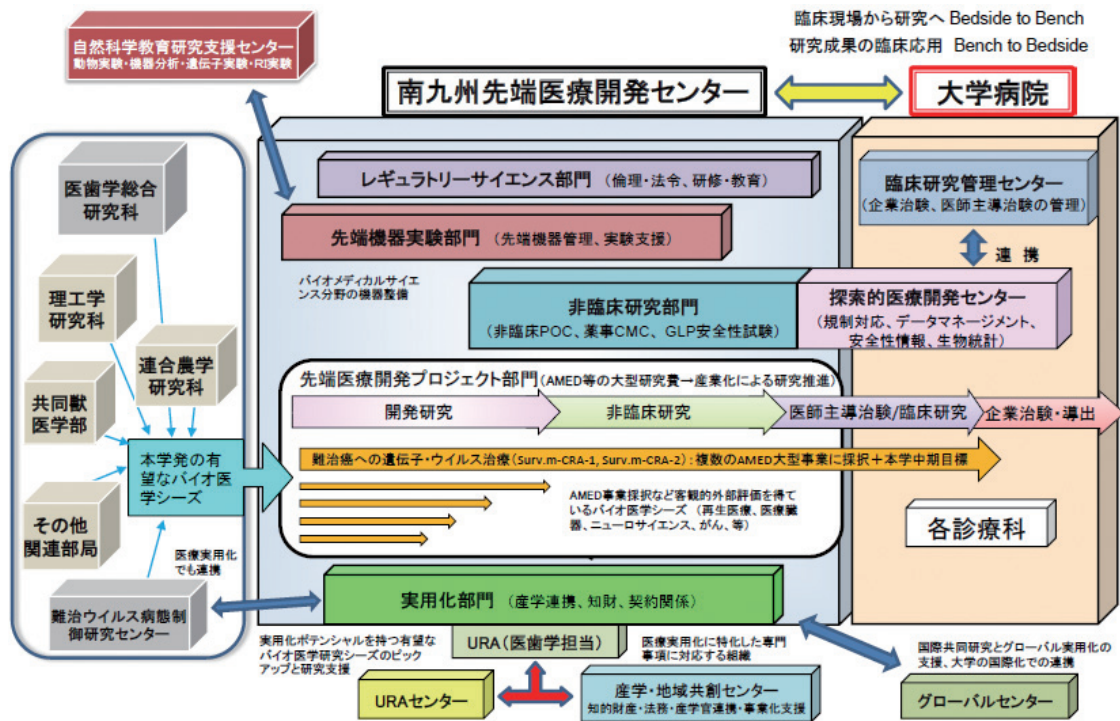 自然科学教育研究支援センター
動物実験・機器分析・遺伝子実験・RI実験
臨床現場から研究へ Bedside to Bench
研究成果の臨床応用 Bench to Bedside
南九州先端医療開発センター
大学病院
医歯学総合
研究科
理工学
研究科
連合農学
研究科
共同獣
医学部
その他
関連部局
本学発の有
望なバイオ医
学シーズ
医療実用化
でも連携
難治ウイルス病態制
御研究センター
レギュラトリーサイエンス部門 (倫理・法令、研修・教育)
先端機器実験部門 (先端機器管理、実験支援)
バイオメディカルサイエ
ンス分野の機器整備
非臨床研究部門
(非臨床POC、薬事CMC、GLP安全性試験)
臨床研究管理センター
(企業治験、医師主導治験の管理)
連 携
探索的医療開発センター
(規制対応、データマネージメント、
安全性情報、生物統計)
先端医療開発プロジェクト部門(AMED等の大型研究費→産業化による研究推進)
開発研究
非臨床研究
医師主導治験/臨床研究
企業治験・導出
難治癌への遺伝子・ウイルス治療(Surv.m-CRA-1, Surv.m-CRA-2):複数のAMED大型事業に採択+本学中期目標
AMED事業採択など客観的外部評価を得て
いるバイオ医学シーズ (再生医療、医療臓
器、ニューロサイエンス、がん、等)
各診療科
実用化部門 (産学連携、知財、契約関係)
実用化ポテンシャルを持つ有望な
バイオ医学研究シーズのピック
アップと研究支援
URA(医歯学担当)
医療実用化に特化した専門
事項に対応する組織
URAセンター
産学・地域共創センター
知的財産・法務・産学官連携・事業化支援
国際共同研究とグローバル実用化の
支援、大学の国際化での連携
グローバルセンター